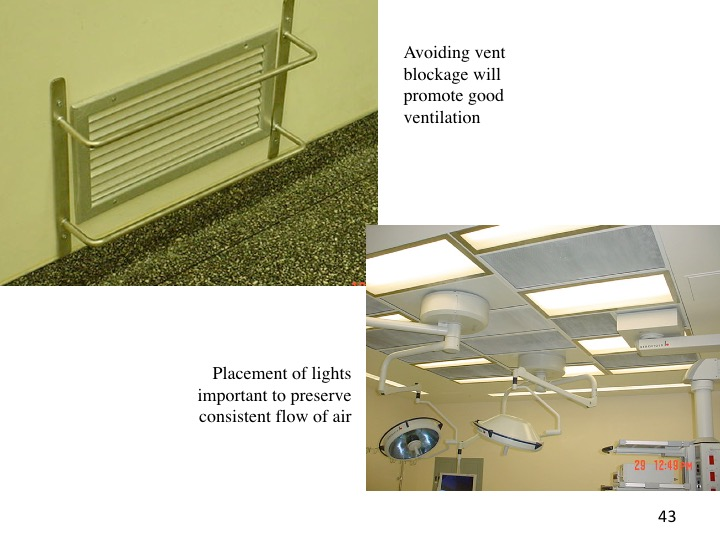 Avoiding vent
blockage will
promote good
ventilation
Placement of lights
important to preserve
consistent flow of air
29 12:49PM
43